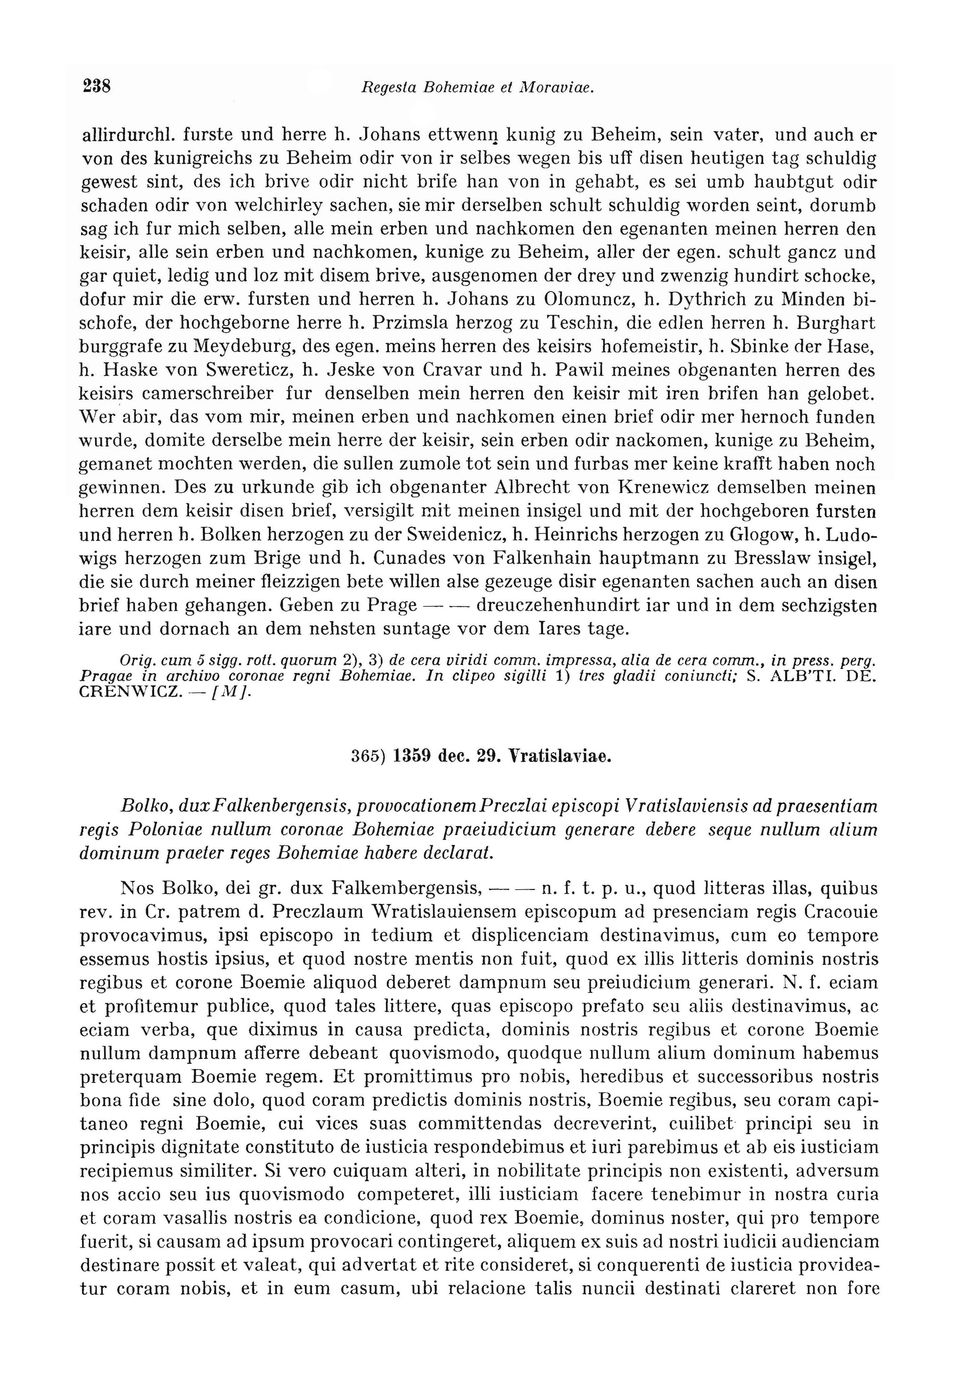 238
Regesta Bohemiae et Moraviae.
allirdurchl. furste und herre h. Johans ettwenn kunig zu Beheim, sein vater, und auch er
von des kunigreichs zu Beheim odir von ir selbes wegen bis uff disen heutigen tag schuldig
gewest sint, des ich brive odir nicht brife han von in gehabt, es sei umb haubtgut odir
schaden odir von welchirley sachen, sie mir derselben schult schuldig worden seint, dorumb
sag ich fur mich selben, alle mein erben und nachkomen den egenanten meinen herren den
keisir, alle sein erben und nachkomen, kunige zu Beheim, aller der egen. schult gancz und
gar quiet, ledig und loz mit disem brive, ausgenomen der drey und zwenzig hundirt schocke,
dofur mir die erw. fursten und herren h. Johans zu Olomuncz, h. Dythrich zu Minden bi-
schofe, der hochgeborne herre h. Przimsla herzog zu Teschin, die edlen herren h. Burghart
burggrafe zu Meydeburg, des egen. meins herren des keisirs hofemeistir, h. Sbinke der Hase,
h. Haske von Swereticz, h. Jeske von Cravar und h. Pawil meines obgenanten herren des
keisirs camerschreiber fur denselben mein herren den keisir mit iren brifen han gelobet.
Wer abir, das vom mir, meinen erben und nachkomen einen brief odir mer hernoch funden
wurde, domite derselbe mein herre der keisir, sein erben odir nackomen, kunige zu Beheim,
gemanet mochten werden, die sullen zumole tot sein und furbas mer keine krafft haben noch
gewinnen. Des zu urkunde gib ich obgenanter Albrecht von Krenewicz demselben meinen
herren dem keisir disen brief, versigilt mit meinen insigel und mit der hochgeboren fursten
und herren h. Bolken herzogen zu der Sweidenicz, h. Heinrichs herzogen zu Glogow, h. Ludo-
wigs herzogen zum Brige und h. Cunades von Falkenhain hauptmann zu Bresslaw insigel,
die sie durch meiner fleizzigen bete willen alse gezeuge disir egenanten sachen auch an disen
brief haben gehangen. Geben zu Prage — — dreuczehenhundirt iar und in dem sechzigsten
iare und dornach an dem nehsten suntage vor dem Iares tage.
Orig. cum 5 sigg. rott. quorum 2), 3) de cera viridi comm. impressa, alia de cera comm., in press. perg.
Pragae in archivo coronae regni Bohemiae. In clipeo sigilli 1) tres gladii coniuncti; S. ALB'TI. DE.
CRENWICZ. — [M].
365) 1359 dec. 29. Vratislaviae.
Bolko, dux Falkenbergensis, provocationem Preczlai episcopi Vratislaviensis ad praesentiam
regis Poloniae nullum coronae Bohemiae praeiudicium generare debere seque nullum alium
dominum praeter reges Bohemiae habere declarat.
Nos Bolko, dei gr. dux Falkembergensis, — — n. f. t. p. u., quod litteras illas, quibus
rev. in Cr. patrem d. Preczlaum Wratislauiensem episcopum ad presenciam regis Cracouie
provocavimus, ipsi episcopo in tedium et displicenciam destinavimus, cum eo tempore
essemus hostis ipsius, et quod nostre mentis non fuit, quod ex illis litteris dominis nostris
regibus et corone Boemie aliquod deberet dampnum seu preiudicium generari. N. f. eciam
et profitemur publice, quod tales littere, quas episcopo prefato seu aliis destinavimus, ac
eciam verba, que diximus in causa predicta, dominis nostris regibus et corone Boemie
nullum dampnum afferre debeant quovismodo, quodque nullum alium dominum habemus
preterquam Boemie regem. Et promittimus pro nobis, heredibus et successoribus nostris
bona fide sine dolo, quod coram predictis dominis nostris, Boemie regibus, seu coram capi-
taneo regni Boemie, cui vices suas committendas decreverint, cuilibet principi seu in
principis dignitate constituto de iusticia respondebimus et iuri parebimus et ab eis iusticiam
recipiemus similiter. Si vero cuiquam alteri, in nobilitate principis non existenti, adversum
nos accio seu ius quovismodo competeret, illi iusticiam facere tenebimur in nostra curia
et coram vasallis nostris ea condicione, quod rex Boemie, dominus noster, qui pro tempore
fuerit, si causam ad ipsum provocari contingeret, aliquem ex suis ad nostri iudicii audienciam
destinare possit et valeat, qui advertat et rite consideret, si conquerenti de iusticia providea-
tur coram nobis, et in eum casum, ubi relacione talis nuncii destinati clareret non fore